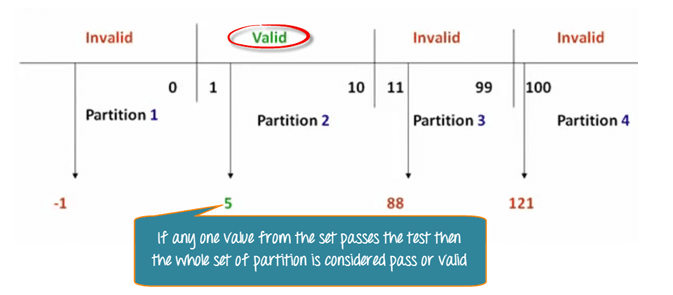 Invalid Valid Invalid Invalid
0 1 10 11 99 100
Partition 1 Partition 2 Partition 3 Partition 4
-1 5 88 121
If any one value from the set passes the test then
the whole set of partition is considered pass or valid